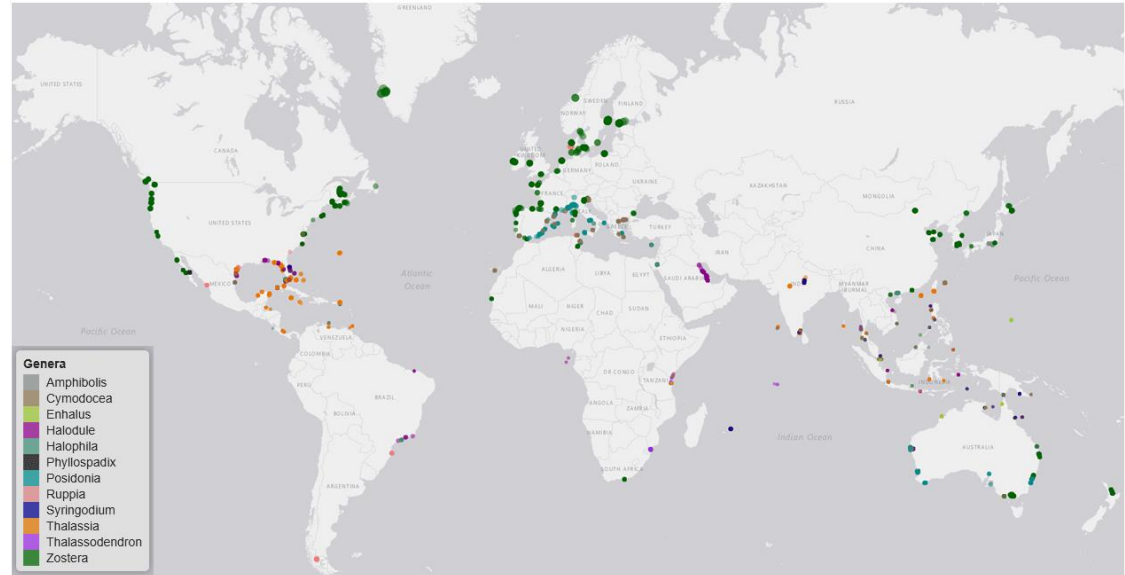 GREENLAND
UNITED STATES
RUSSIA
SWEDEN
FINLAND
NORWAY
CANADA
UNITED
KINGDOM
POLAND
GERMANY
UKRAINE
KAZAKHSTAN
FRANCE
MONGOLIA
UNITED STATES
TURKEY
JAPAN
CHINA
IRAN
Atlantic
Ocean
ALGERIA
LIBYA
EGYPT
SAUDI ARABIA
Pacific
Ocean
MEXICO
INDIA
MYANMAR
(BURMA)
MALI
NIGER
CHAD
SUDAN
Pacific Ocean
NIGERIA
ETHIOPIA
VENEZUELA
COLOMBIA
DR CONGO
TANZANIA
INDONESIA
PERU
BRAZIL
ANGOLA
ZAMBIA
BOLIVIA
NAMIBIA
Indian Ocean
AUSTRALIA
SOUTH AFRICA
ARGENTINA
Genera
Amphibolis
Cymodocea
Enhalus
Halodule
Halophila
Phyllospadix
Posidonia
Ruppia
Syringodium
Thalassia
Thalassodendron
Zostera